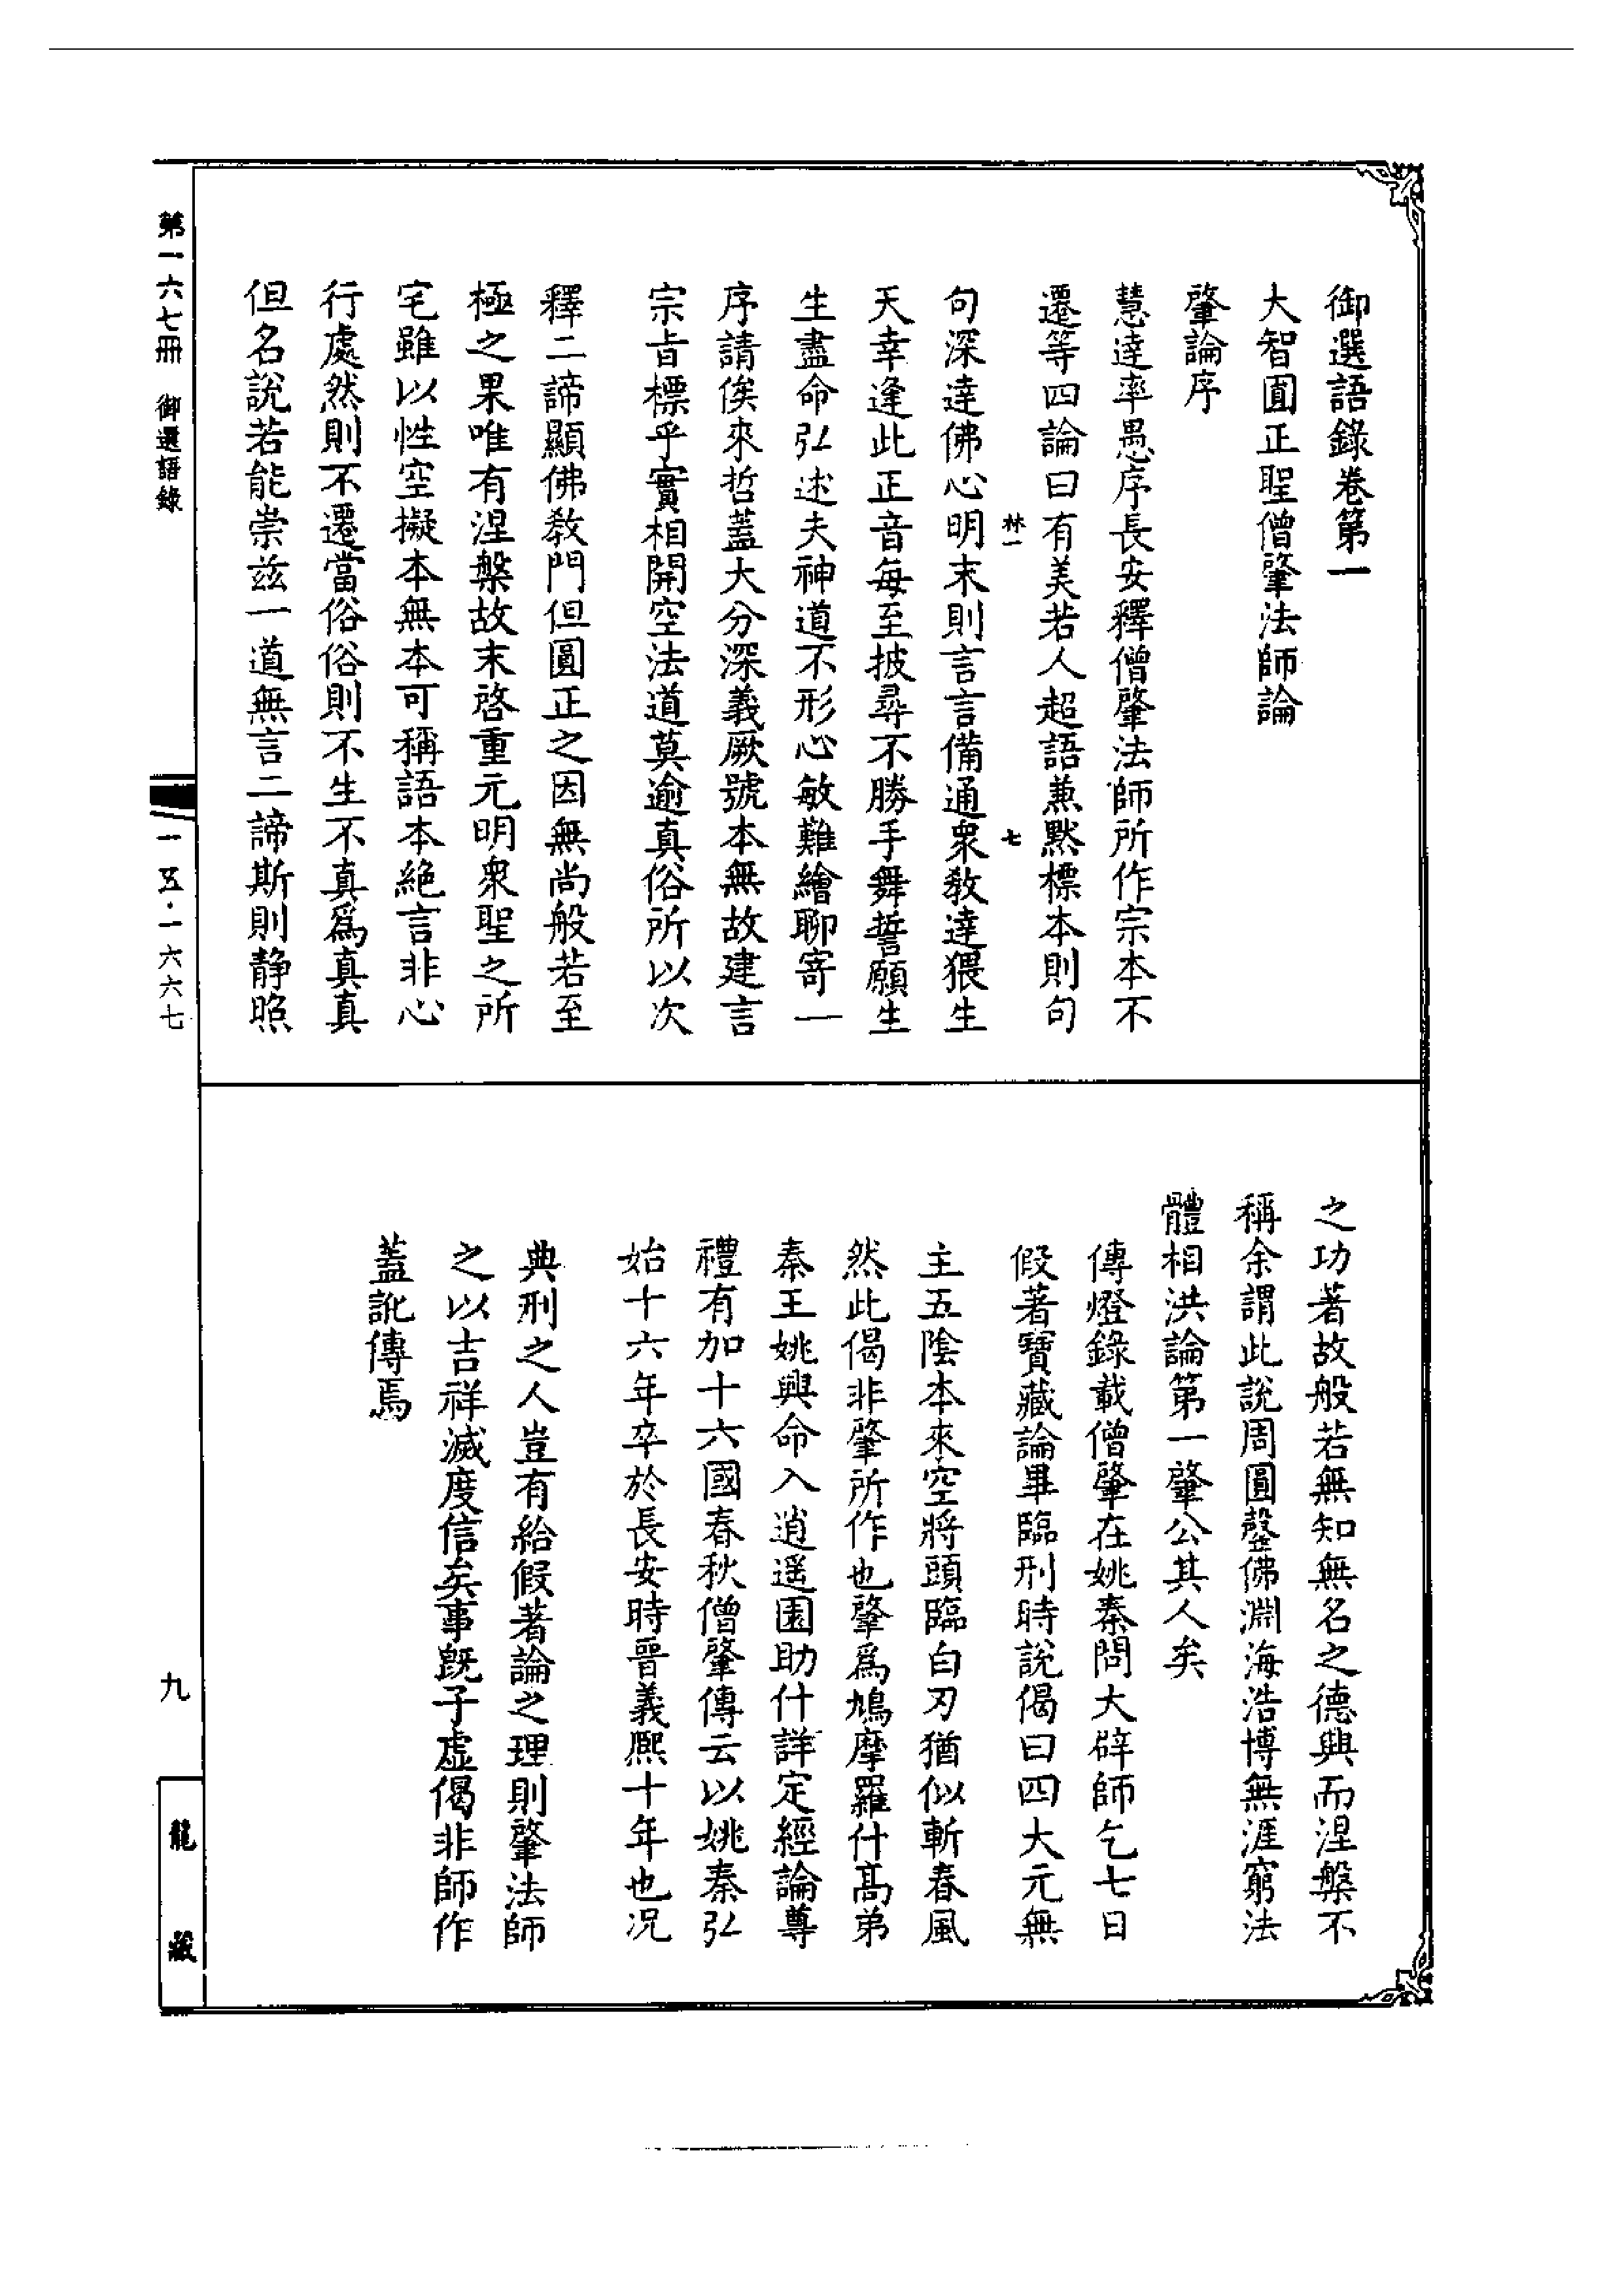 御選語錄卷第一
大智圓正聖僧肇法師論
肇論序
慧達率愚序長安釋僧肇法師所作宗本不
遷等四論曰有美若人超語兼默標本則句
林一
七
句深達佛心明末則言言備通衆教達猥生
天幸逢此正音每至披尋不勝手舞誓願生
生盡命弘述夫神道不形心敏難繪聊寄一
序請俟來哲蓋大分深義厥號本無故建言
宗旨標乎實相開空法道莫逾真俗所以次
釋二諦顯佛教門但圓正之因無尚般若至
極之果唯有涅槃故末啓重元明衆聖之所
宅雖以性空擬本無本可稱語本絕言非心
行處然則不遷當俗俗則不生不真爲真真
但名說若能崇茲一道無言二諦斯則靜照
之功著故般若無知無名之德興而涅槃不
稱余謂此說周圓罄佛淵海浩博無涯窮法
體相洪論第一肇公其人矣
傳燈錄載僧肇在姚秦問大辟師乞七日
假著寶藏論畢臨刑時說偈曰四大元無
主五陰本來空將頭臨白刃猶似斬春風
然此偈非肇所作也肇爲鳩摩羅什高弟
秦王姚興命入逍遥園助什詳定經論尊
禮有加十六國春秋僧肇傳云以姚秦弘
始十六年卒於長安時晉義熙十年也况
典刑之人豈有給假著論之理則肇法師
之以吉祥滅度信矣事既子虛偈非師作
蓋訛傳焉
第一六七冊 御選語錄
一五·一六六七
九
龍藏